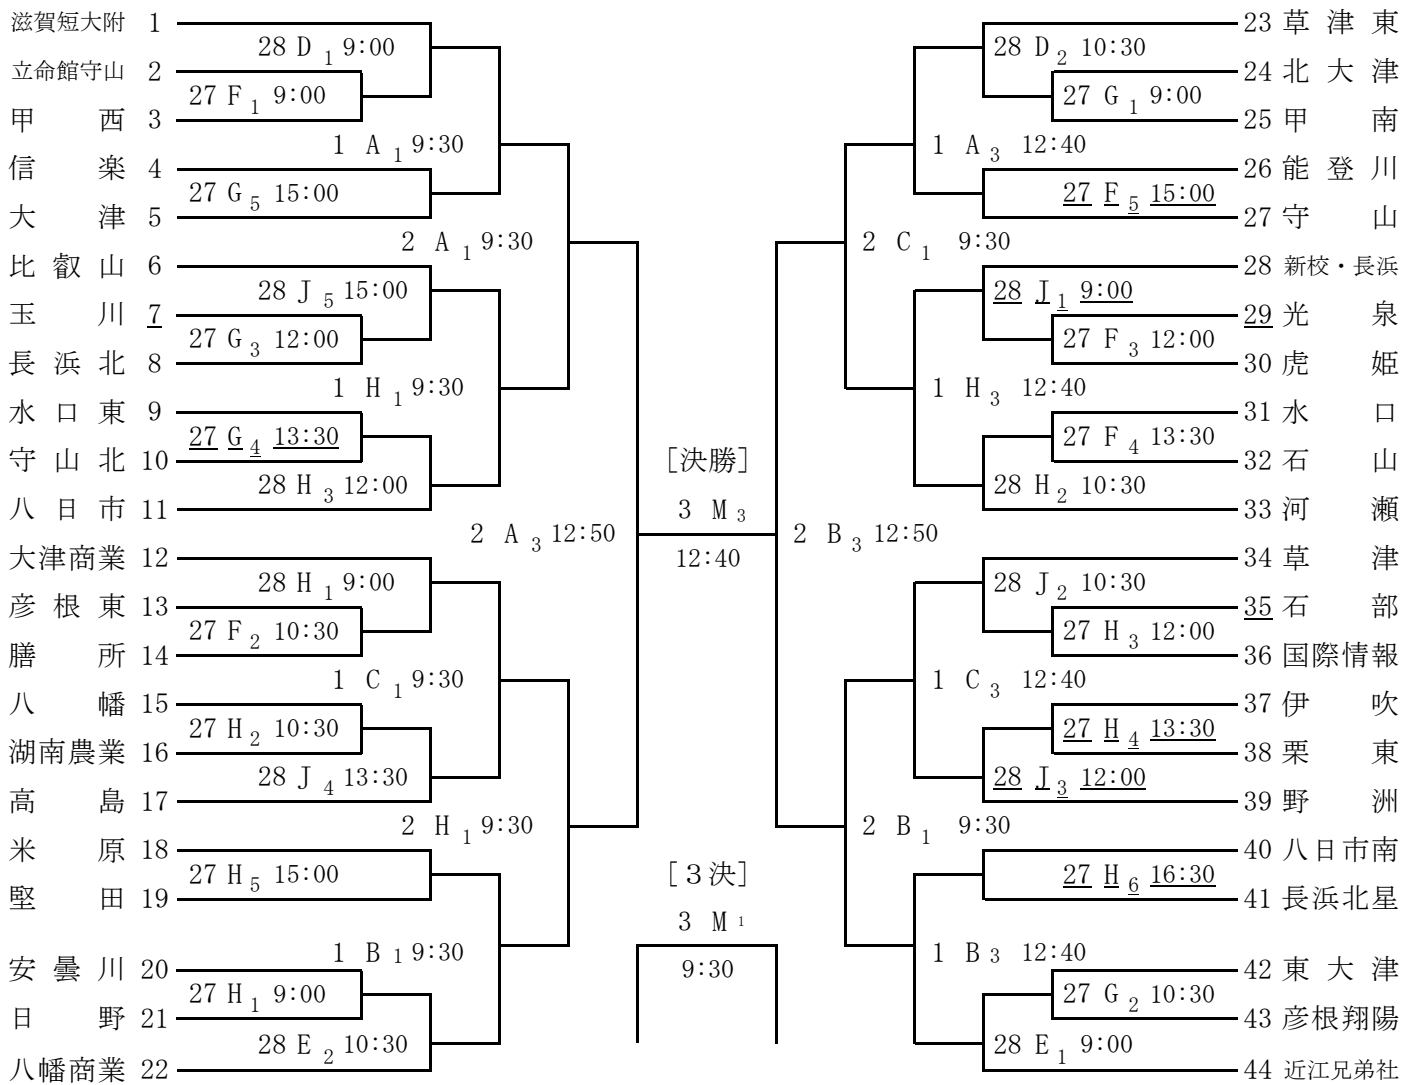 滋賀短大附 1
28 D 1 9:00
立命館守山 2
27 F 1 9:00
甲西 3
1 A 1 9:30
信楽 4
27 G 5 15:00
大津 5
2 A 1 9:30
比叡山 6
28 J 5 15:00
玉川 7
27 G 3 12:00
長浜北 8
1 H 1 9:30
水口東 9
27 G 4 13:30
守山北 10
28 H 3 12:00
八日市 11
2 A 3 12:50
大津商業 12
28 H 1 9:00
彦根東 13
27 F 2 10:30
膳所 14
1 C 1 9:30
八幡 15
27 H 2 10:30
湖南農業 16
28 J 4 13:30
高島 17
2 H 1 9:30
米原 18
27 H 5 15:00
堅田 19
1 B 1 9:30
安曇川 20
27 H 1 9:00
日野 21
28 E 2 10:30
八幡商業 22
[決勝]
3 M 3
12:40
[3決]
3 M 1
9:30
23 草津東
28 D 2 10:30
24 北大津
27 G 1 9:00
25 甲南
1 A 3 12:40
26 能登川
27 F 5 15:00
27 守山
2 C 1 9:30
28 新校・長浜
28 J 1 9:00
29 光泉
27 F 3 12:00
30 虎姫
1 H 3 12:40
31 水口
27 F 4 13:30
32 石山
28 H 2 10:30
33 河瀬
2 B 3 12:50
34 草津
28 J 2 10:30
35 石部
27 H 3 12:00
36 国際情報
1 C 3 12:40
37 伊吹
27 H 4 13:30
38 栗東
28 J 3 12:00
39 野洲
2 B 1 9:30
40 八日市南
27 H 6 16:30
41 長浜北星
1 B 3 12:40
42 東大津
27 G 2 10:30
43 彦根翔陽
28 E 1 9:00
44 近江兄弟社